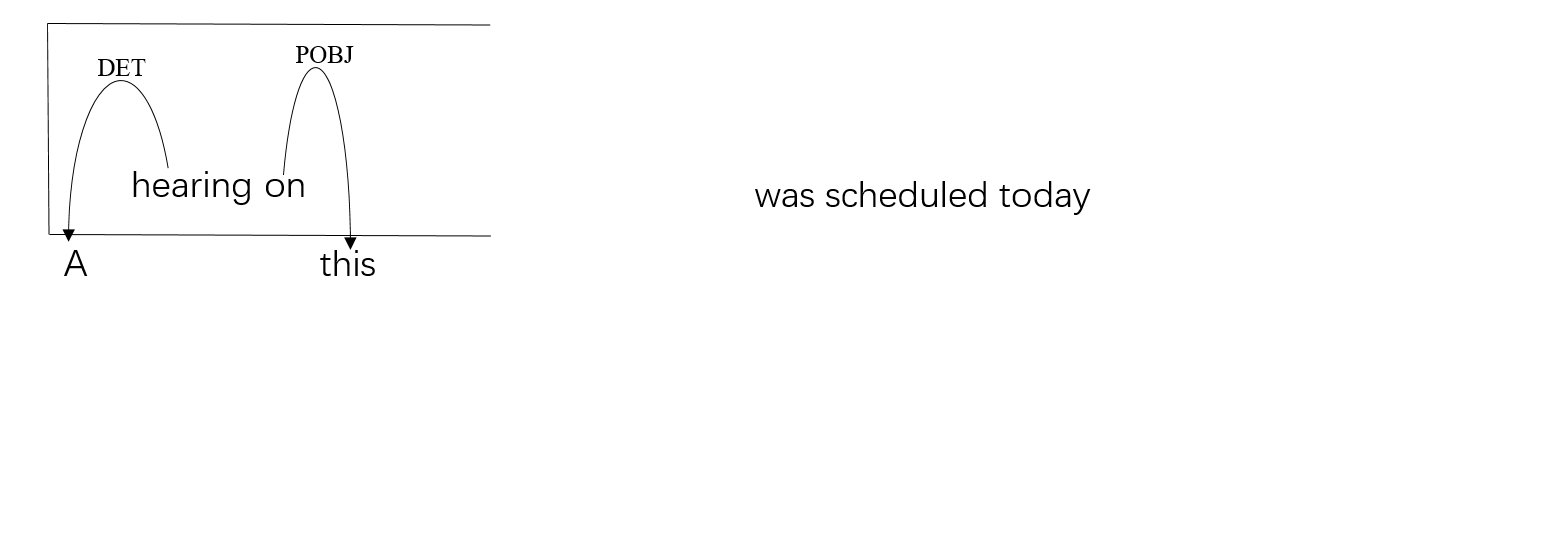 POBJ
DET
hearing on
was scheduled today
A
this